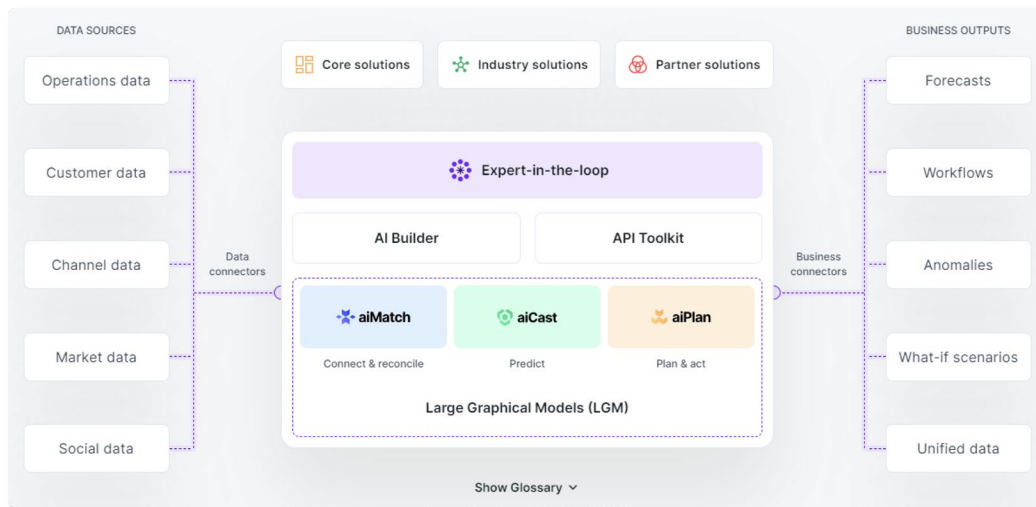 DATA SOURCES
Operations data
Customer data
Channel data
Market data
Social data
Data
connectors
Core solutions
Industry solutions
Partner solutions
Expert-in-the-loop
AI Builder
API Toolkit
aiMatch
Connect & reconcile
aiCast
Predict
aiPlan
Plan & act
Large Graphical Models (LGM)
Show Glossary
Business
connectors
BUSINESS OUTPUTS
Forecasts
Workflows
Anomalies
What-if scenarios
Unified data